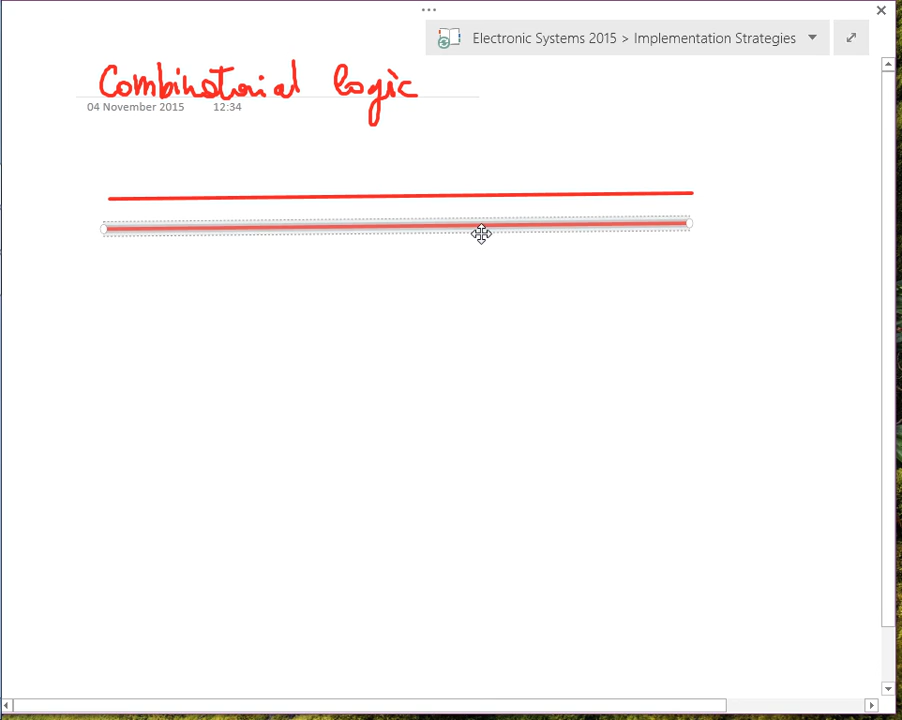 Electronic Systems 2015 > Implementation Strategies
Combinatorial logic
04 November 2015 12:34